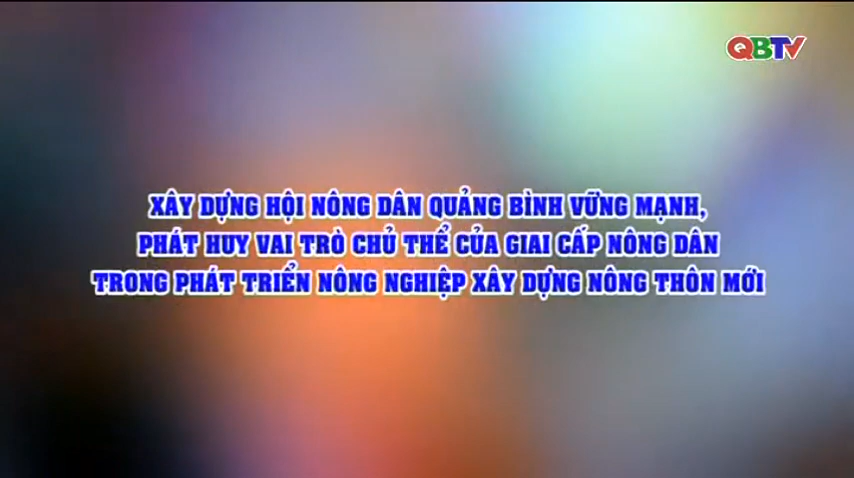 QBTV
XÂY DỰNG HỘI NÔNG DÂN QUẢNG BÌNH VỮNG MẠNH,
PHÁT HUY VAI TRÒ CHỦ THỂ CỦA GIAI CẤP NÔNG DÂN
TRONG PHÁT TRIỂN NÔNG NGHIỆP XÂY DỰNG NÔNG THÔN MỚI